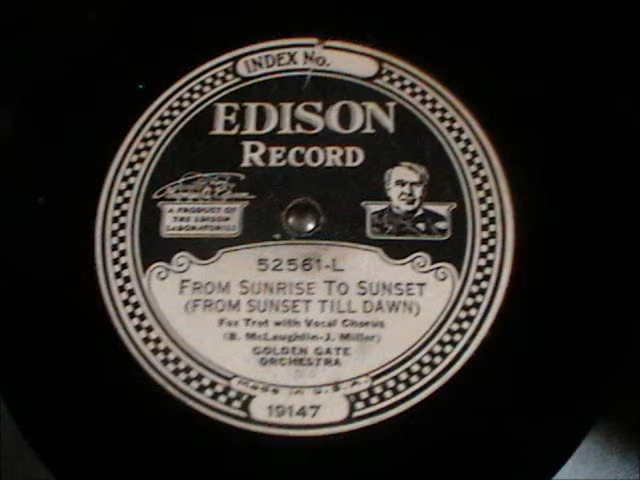 INDEX No.
EDISON
RECORD
A PRODUCT OF
THE EDISON
LABORATORIES
52561-L
FROM SUNRISE TO SUNSET
(FROM SUNSET TILL DAWN)
Fox Trot with Vocal Chorus
(B. McLaughlin-J. Miller)
GOLDEN GATE
ORCHESTRA
Made in U.S.A.
19147